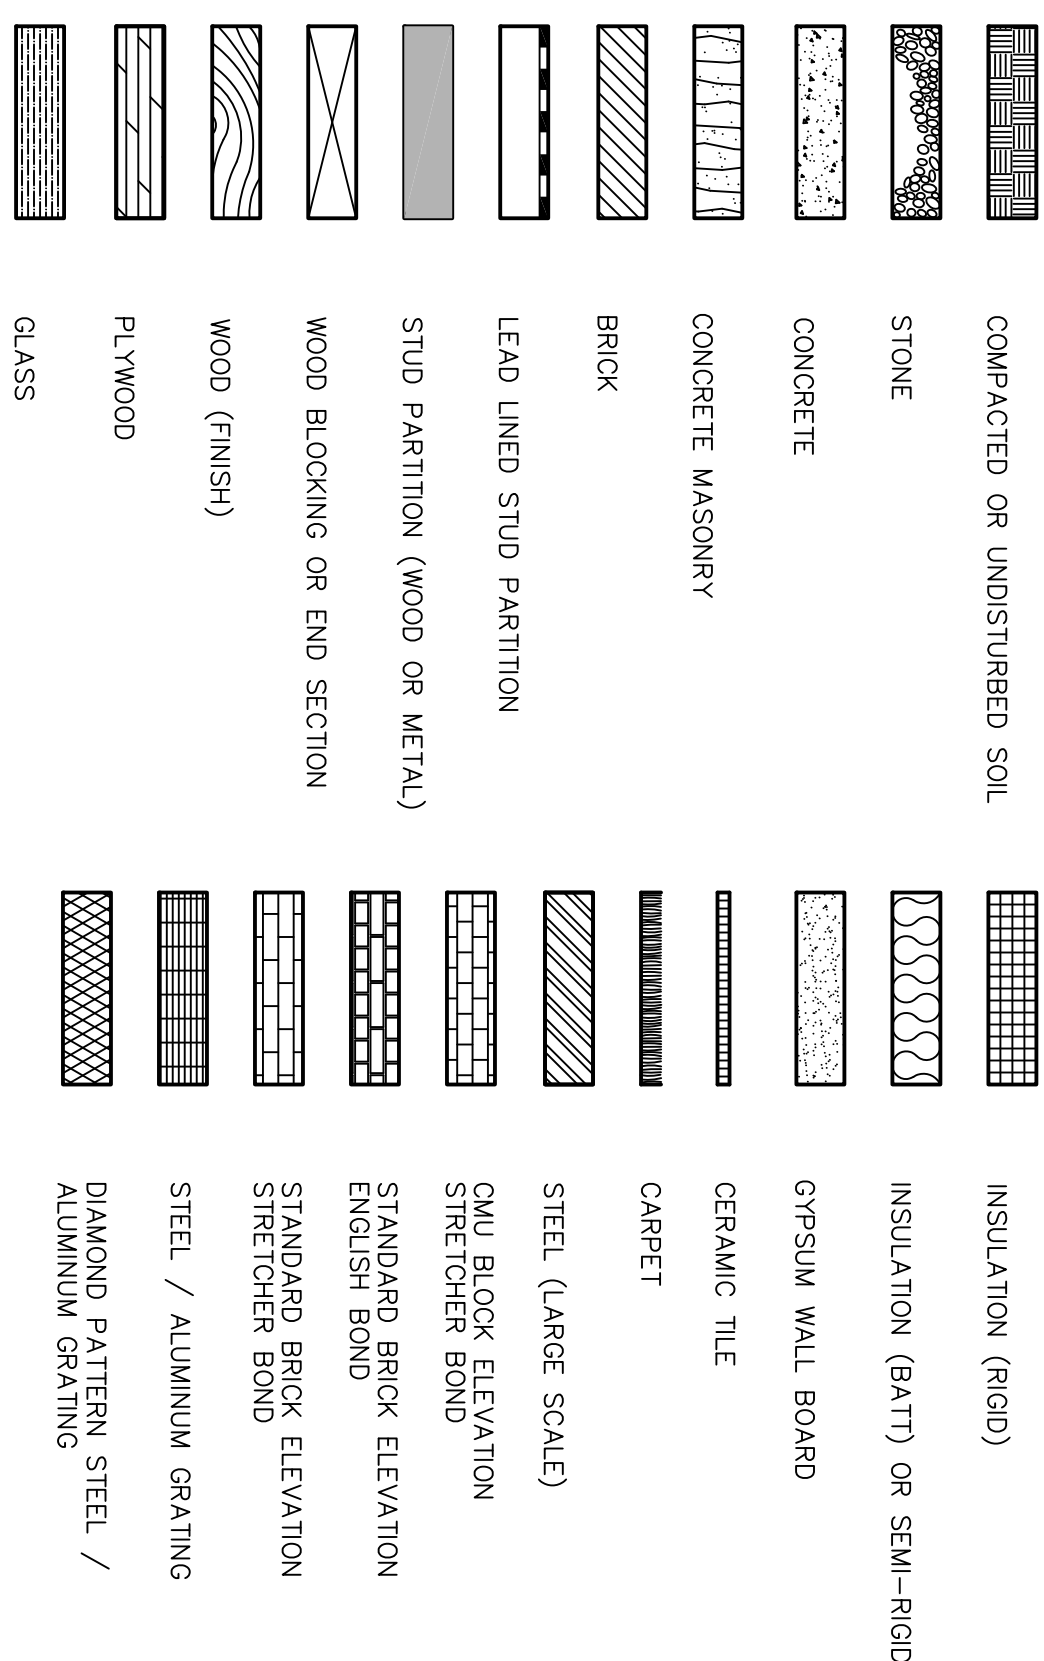 COMPACTED OR UNDISTURBED SOIL
STONE
CONCRETE
CONCRETE MASONRY
BRICK
LEAD LINED STUD PARTITION
STUD PARTITION (WOOD OR METAL)
WOOD BLOCKING OR END SECTION
WOOD (FINISH)
PLYWOOD
GLASS
INSULATION (RIGID)
INSULATION (BATT) OR SEMI-RIGID
GYPSUM WALL BOARD
CERAMIC TILE
CARPET
STEEL (LARGE SCALE)
CMU BLOCK ELEVATION
STRETCHER BOND
STANDARD BRICK ELEVATION
ENGLISH BOND
STANDARD BRICK ELEVATION
STRETCHER BOND
STEEL / ALUMINUM GRATING
DIAMOND PATTERN STEEL /
ALUMINUM GRATING